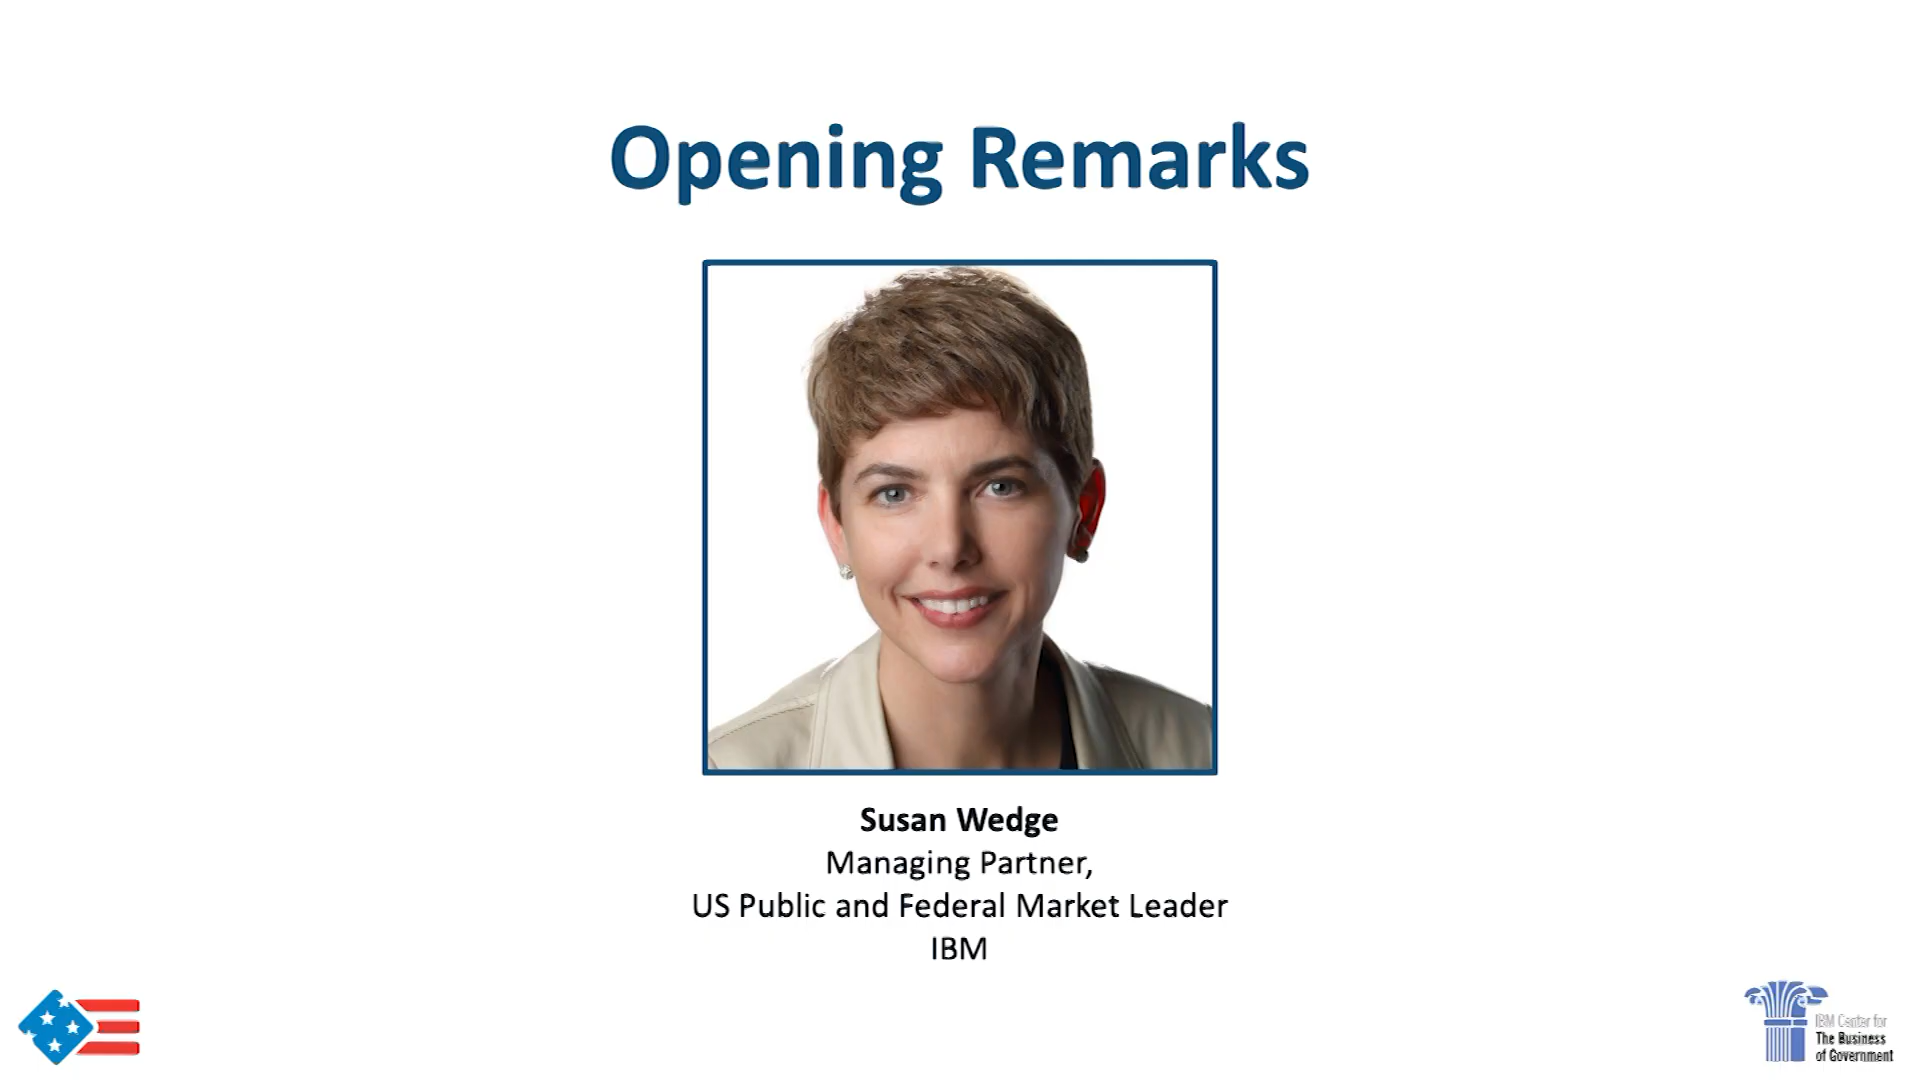 Opening Remarks
Susan Wedge
Managing Partner,
US Public and Federal Market Leader
IBM
IBM Center for
The Business
of Government